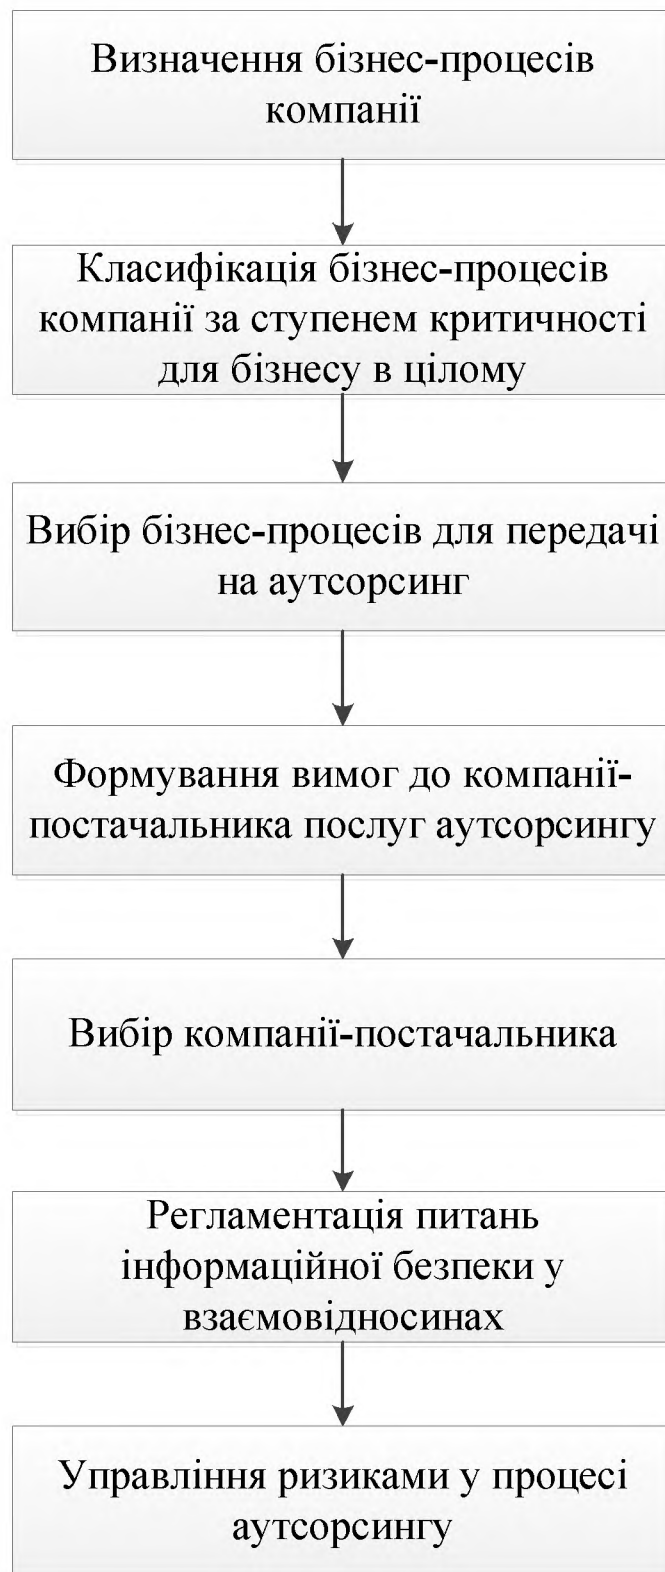 Визначення бізнес-процесів
компанії
Класифікація бізнес-процесів
компанії за ступенем критичності
для бізнесу в цілому
Вибір бізнес-процесів для передачі
на аутсорсинг
Формування вимог до компанії-
постачальника послуг аутсорсингу
Вибір компанії-постачальника
Регламентація питань
інформаційної безпеки у
взаємовідносинах
Управління ризиками у процесі
аутсорсингу